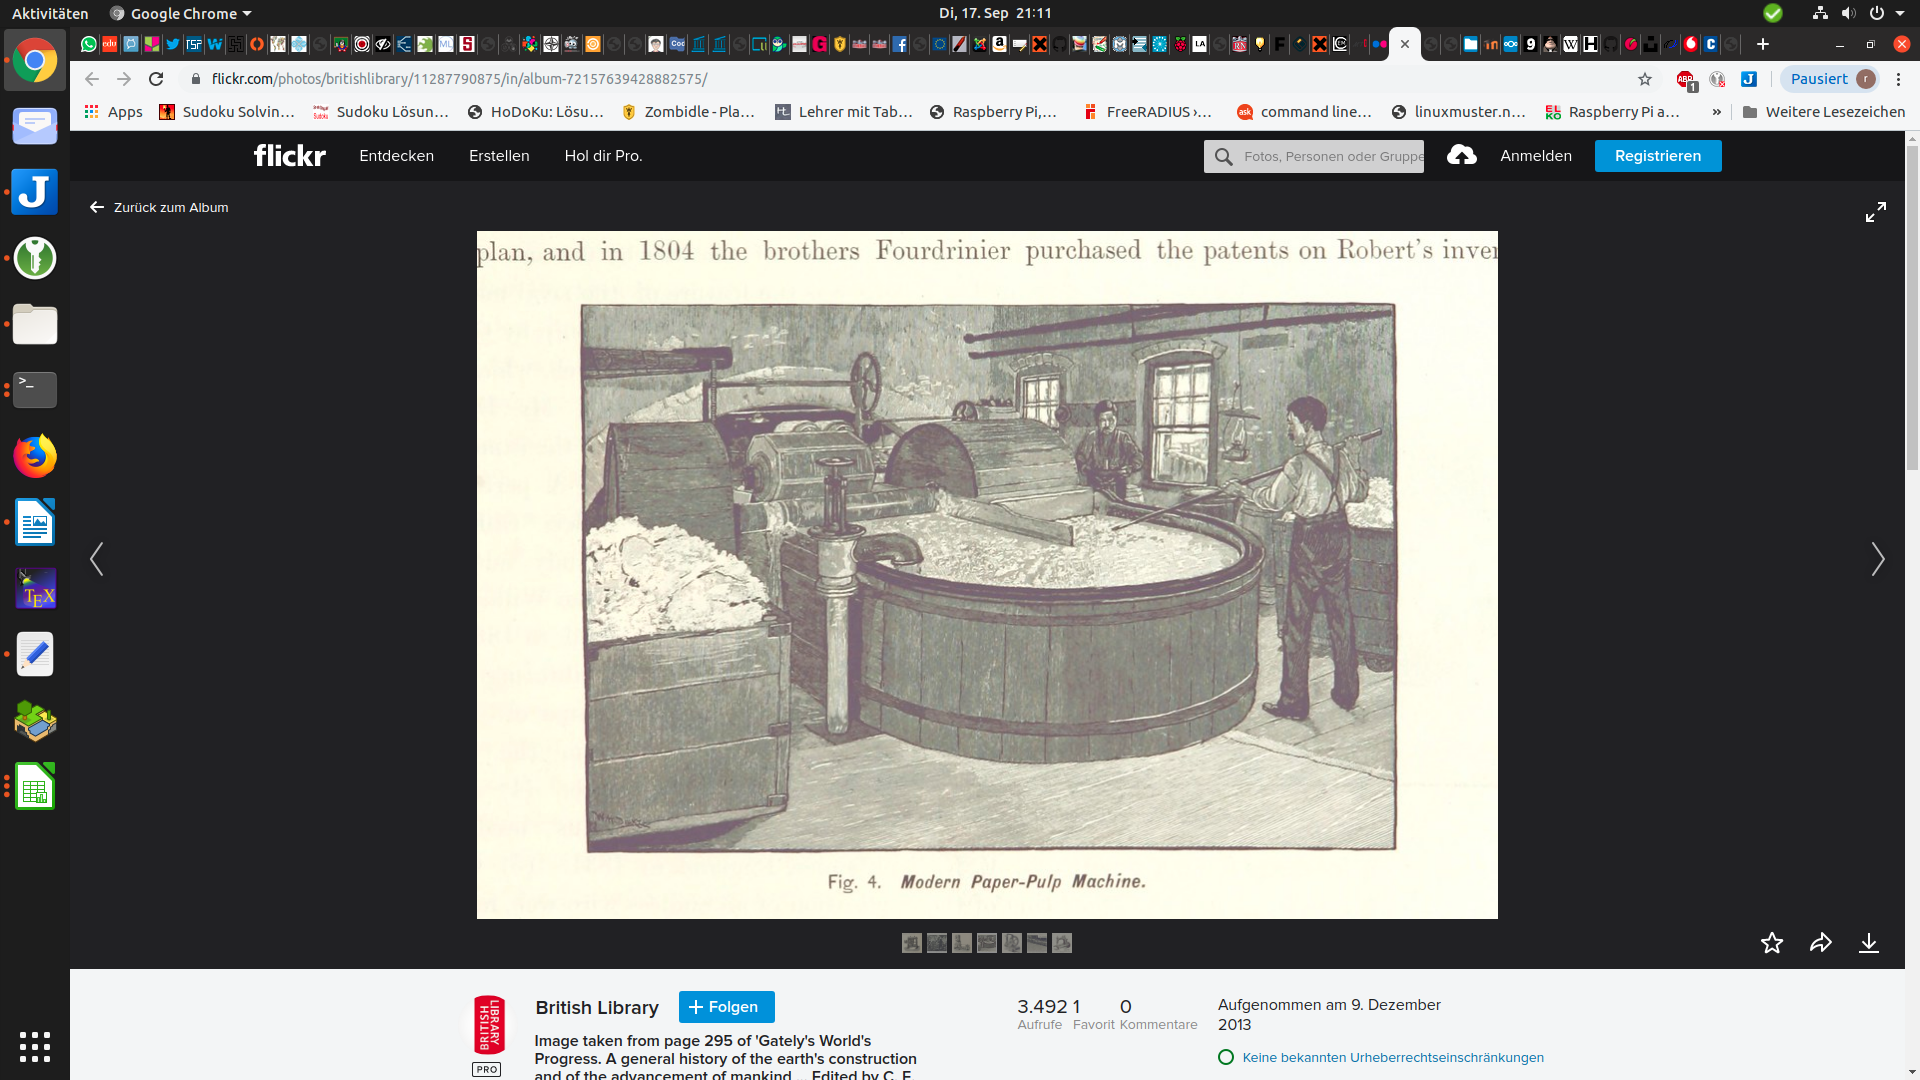 Aktivitäten
Google Chrome
Di, 17. Sep 21:11
flickr.com/photos/britishlibrary/11287790875/in/album-72157639428882575/
Pausiert
r
1
Apps
Sudoku Solvin…
Sudoku Lösun…
HoDoKu: Lösu…
Zombidle - Pla…
Lehrer mit Tab…
Raspberry Pi,…
FreeRADIUS ›…
command line…
linuxmuster.n…
Raspberry Pi a…
»
Weitere Lesezeichen
flickr
Entdecken
Erstellen
Hol dir Pro.
Fotos, Personen oder Gruppe
Anmelden
Registrieren
Zurück zum Album
plan, and in 1804 the brothers Fourdrinier purchased the patents on Robert's inver
Fig. 4. Modern Paper-Pulp Machine.
LIBRARY
BRITISH
PRO
British Library
Folgen
Image taken from page 295 of 'Gately's World's
Progress. A general history of the earth's construction
and of the advancement of mankind ... Edited by C. E.
3.492
Aufrufe
1
Favorit
0
Kommentare
Aufgenommen am 9. Dezember
2013
Keine bekannten Urheberrechtseinschränkungen